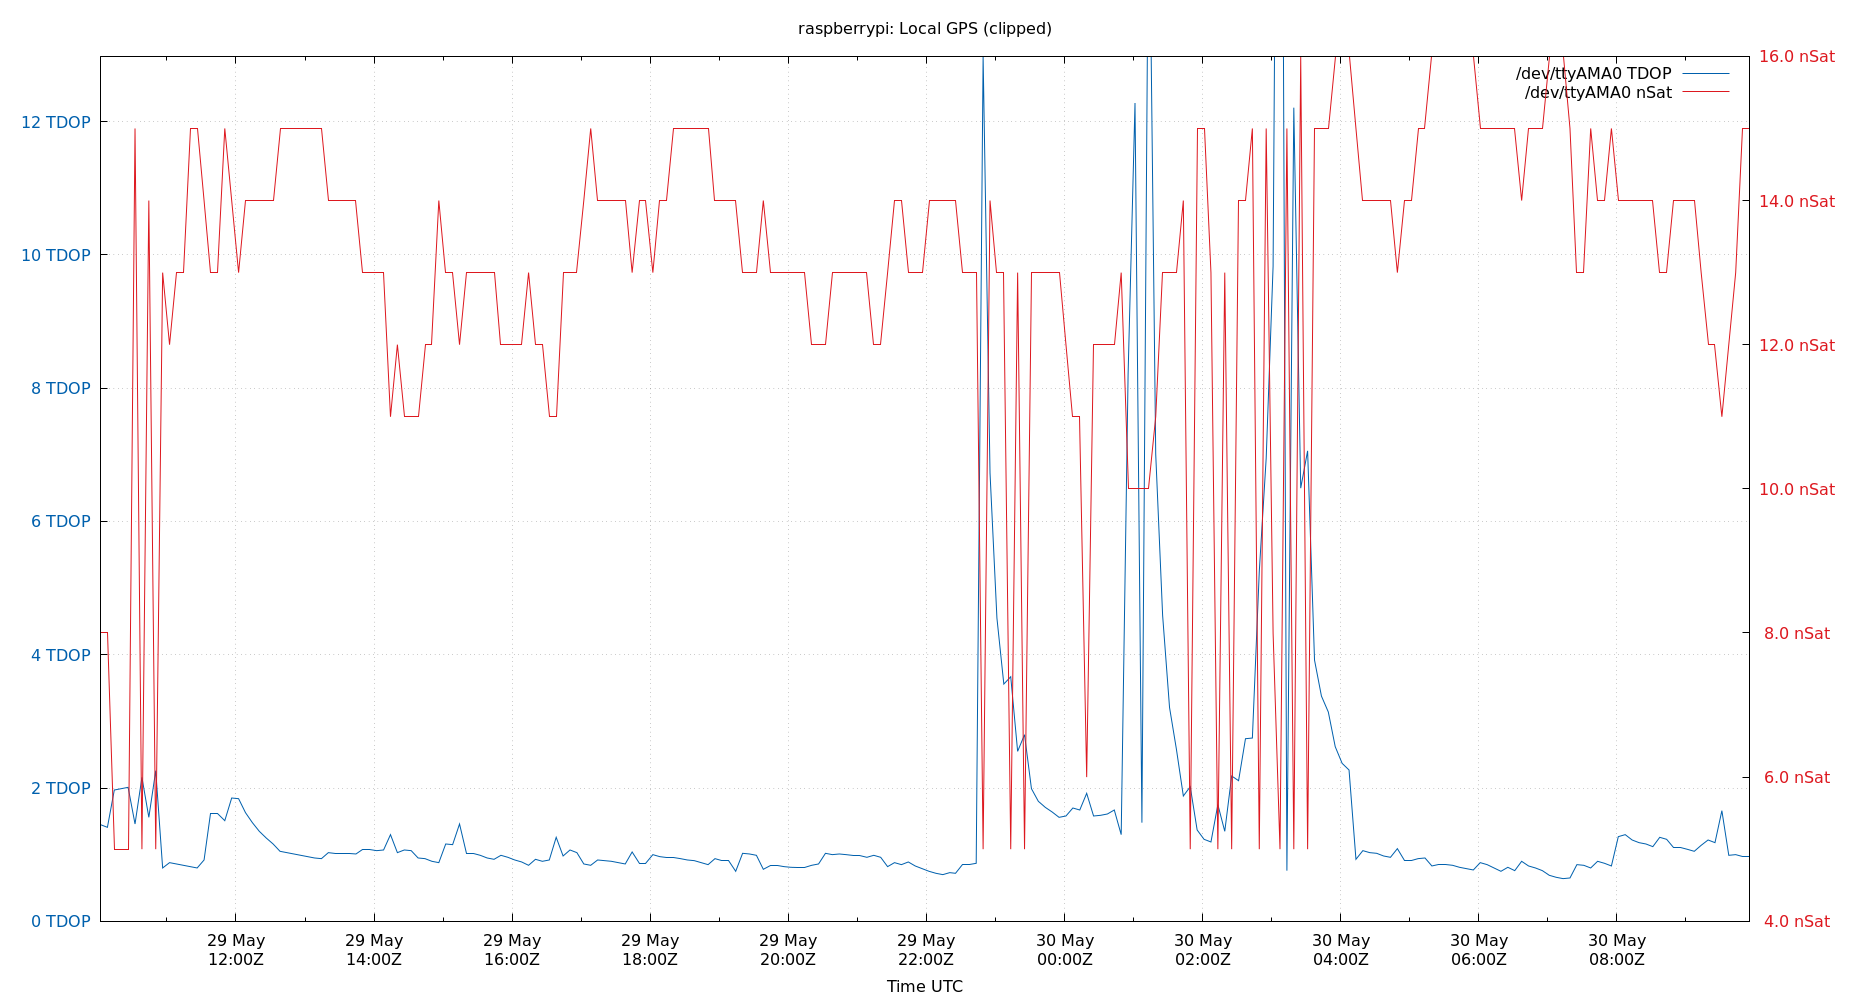 raspberrypi: Local GPS (clipped)
/dev/ttyAMA0 TDOP
/dev/ttyAMA0 nSat
12 TDOP
10 TDOP
8 TDOP
6 TDOP
4 TDOP
2 TDOP
0 TDOP
16.0 nSat
14.0 nSat
12.0 nSat
10.0 nSat
8.0 nSat
6.0 nSat
4.0 nSat
29 May
12:00Z
29 May
14:00Z
29 May
16:00Z
29 May
18:00Z
29 May
20:00Z
29 May
22:00Z
30 May
00:00Z
30 May
02:00Z
30 May
04:00Z
30 May
06:00Z
30 May
08:00Z
Time UTC